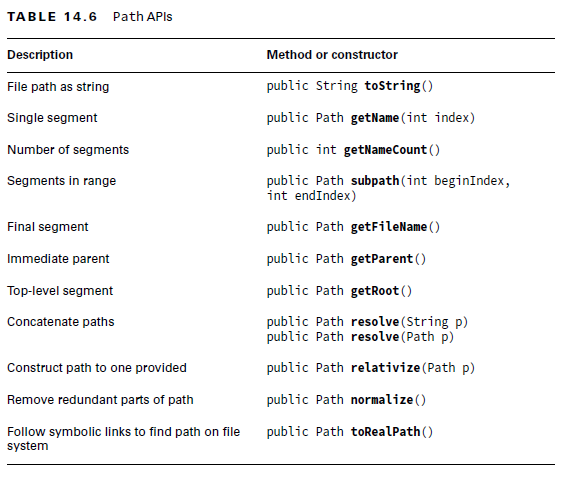 TABLE 14.6 Path APIs
Description Method or constructor
File path as string public String toString()
Single segment public Path getName(int index)
Number of segments public int getNameCount()
Segments in range public Path subpath(int beginIndex,
int endIndex)
Final segment public Path getFileName()
Immediate parent public Path getParent()
Top-level segment public Path getRoot()
Concatenate paths public Path resolve(String p)
public Path resolve(Path p)
Construct path to one provided public Path relativize(Path p)
Remove redundant parts of path public Path normalize()
Follow symbolic links to find path on file public Path toRealPath()
system